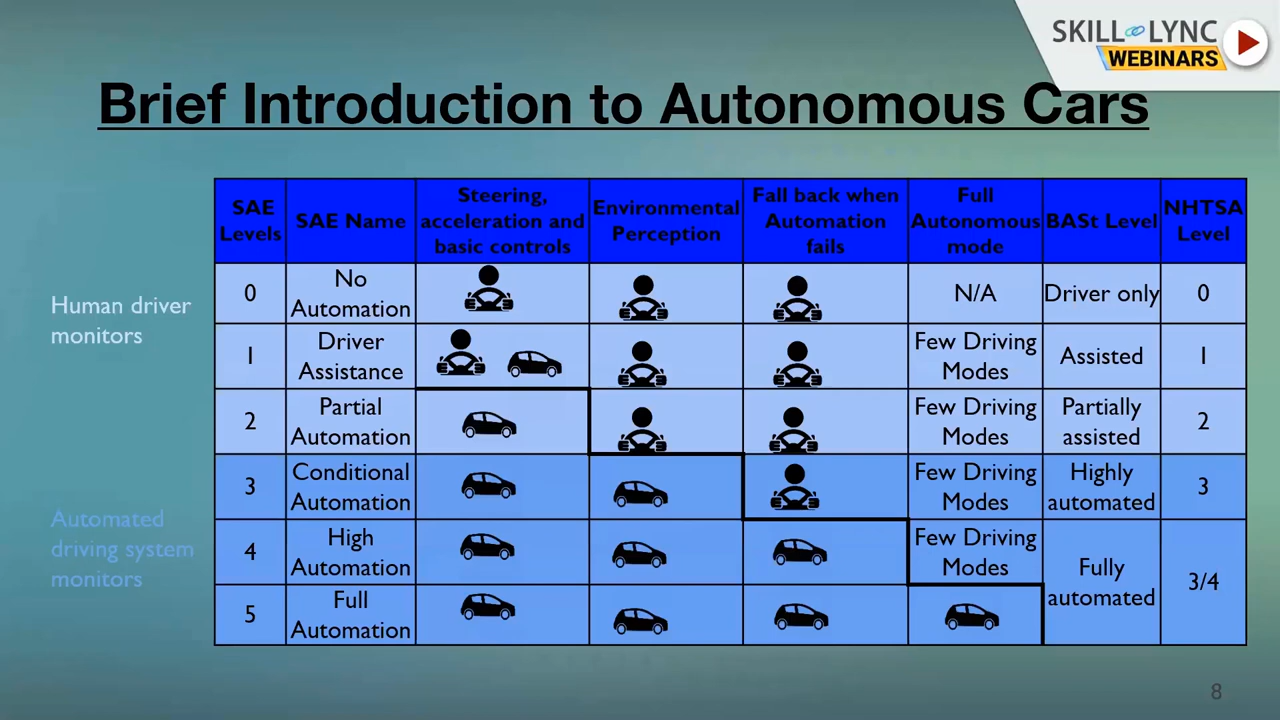 SKILL LYNC
WEBINARS
Brief Introduction to Autonomous Cars
SAE
Levels
SAE Name
Steering,
acceleration and
basic controls
Environmental
Perception
Fall back when
Automation
fails
Full
Autonomous
mode
BASt Level
NHTSA
Level
Human driver
monitors
0
No
Automation
N/A
Driver only
0
1
Driver
Assistance
Few Driving
Modes
Assisted
1
2
Partial
Automation
Few Driving
Modes
Partially
assisted
2
Automated
driving system
monitors
3
Conditional
Automation
Few Driving
Modes
Highly
automated
3
4
High
Automation
Few Driving
Modes
Fully
automated
3/4
5
Full
Automation
8